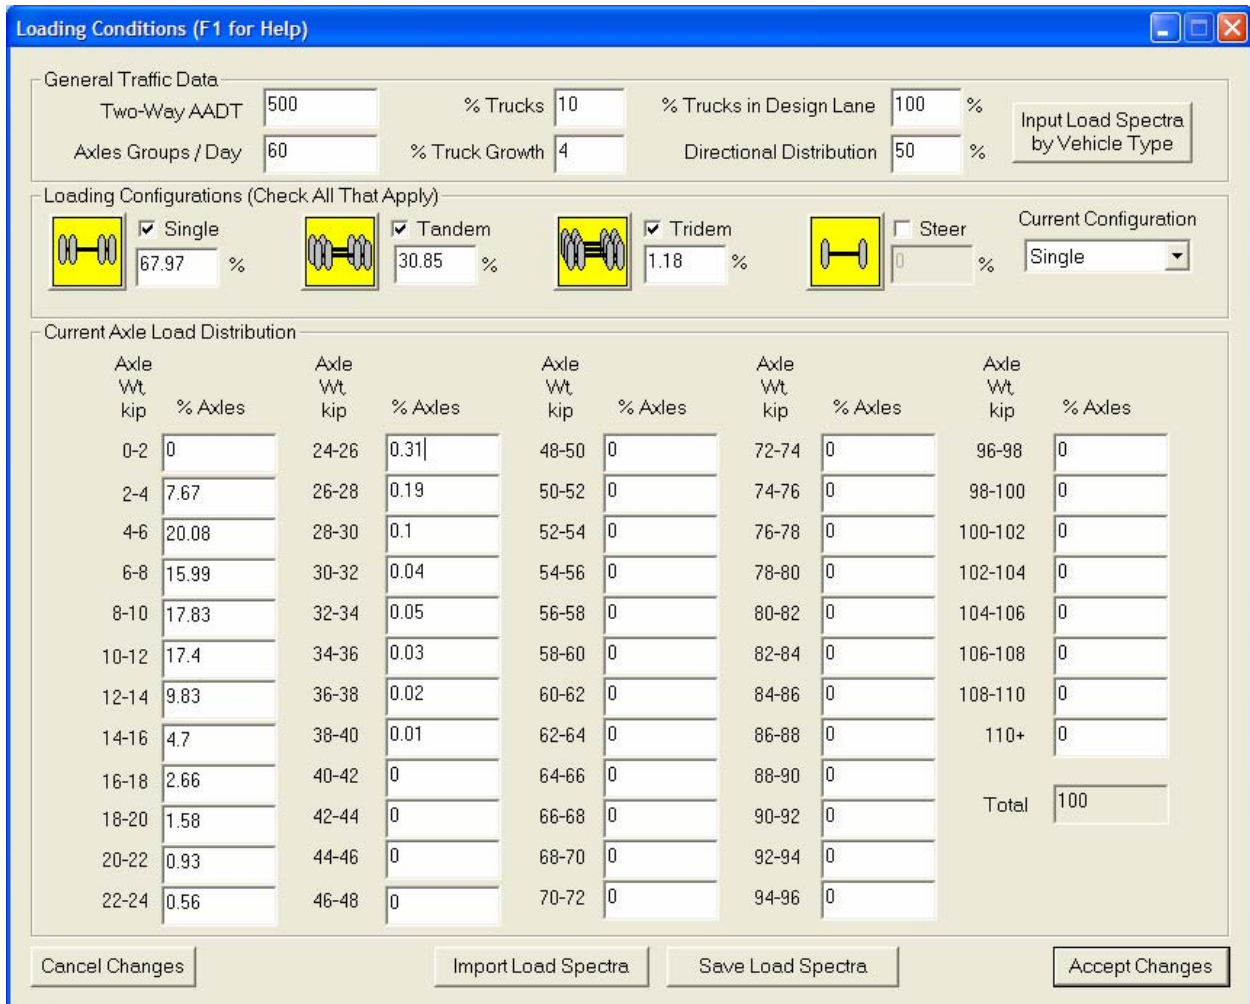 Loading Conditions (F1 for Help)
General Traffic Data
Two-Way AADT 500 % Trucks 10 % Trucks in Design Lane 100 %
Axles Groups / Day 60 % Truck Growth 4 Directional Distribution 50 %
Input Load Spectra
by Vehicle Type
Loading Configurations (Check All That Apply)
Single 67.97 %
Tandem 30.85 %
Tridem 1.18 %
Steer 0 %
Current Configuration
Single
Current Axle Load Distribution
Axle Axle Axle Axle Axle
Wt, Wt, Wt, Wt, Wt,
kip % Axles kip % Axles kip % Axles kip % Axles kip % Axles
0-2 0 24-26 0.31 48-50 0 72-74 0 96-98 0
2-4 7.67 26-28 0.19 50-52 0 74-76 0 98-100 0
4-6 20.08 28-30 0.1 52-54 0 76-78 0 100-102 0
6-8 15.99 30-32 0.04 54-56 0 78-80 0 102-104 0
8-10 17.83 32-34 0.05 56-58 0 80-82 0 104-106 0
10-12 17.4 34-36 0.03 58-60 0 82-84 0 106-108 0
12-14 9.83 36-38 0.02 60-62 0 84-86 0 108-110 0
14-16 4.7 38-40 0.01 62-64 0 86-88 0 110+ 0
16-18 2.66 40-42 0 64-66 0 88-90 0
18-20 1.58 42-44 0 66-68 0 90-92 0 Total 100
20-22 0.93 44-46 0 68-70 0 92-94 0
22-24 0.56 46-48 0 70-72 0 94-96 0
Cancel Changes Import Load Spectra Save Load Spectra Accept Changes